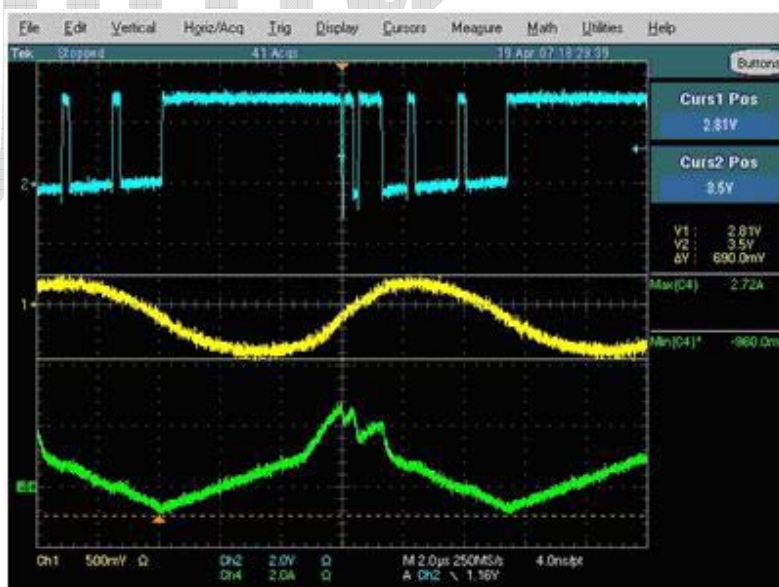 File Edit Vertical Horiz/Acq Trig Display Cursors Measure Math Utilities Help
Tek Stopped 41 Acqs 19 Apr 07 18:29:39
Buttons
Curs1 Pos
2.81V
Curs2 Pos
3.5V
V1: 2.81V
V2: 3.5V
ΔV: 690.0mV
Max(C4) 2.72A
Min(C4)* -960.0m
2
1
Ch1 500mV Ω Ch2 2.0V Ω M 2.0µs 250MS/s 4.0ns/pt
Ch4 2.0A Ω A Ch2 \ 1.16V